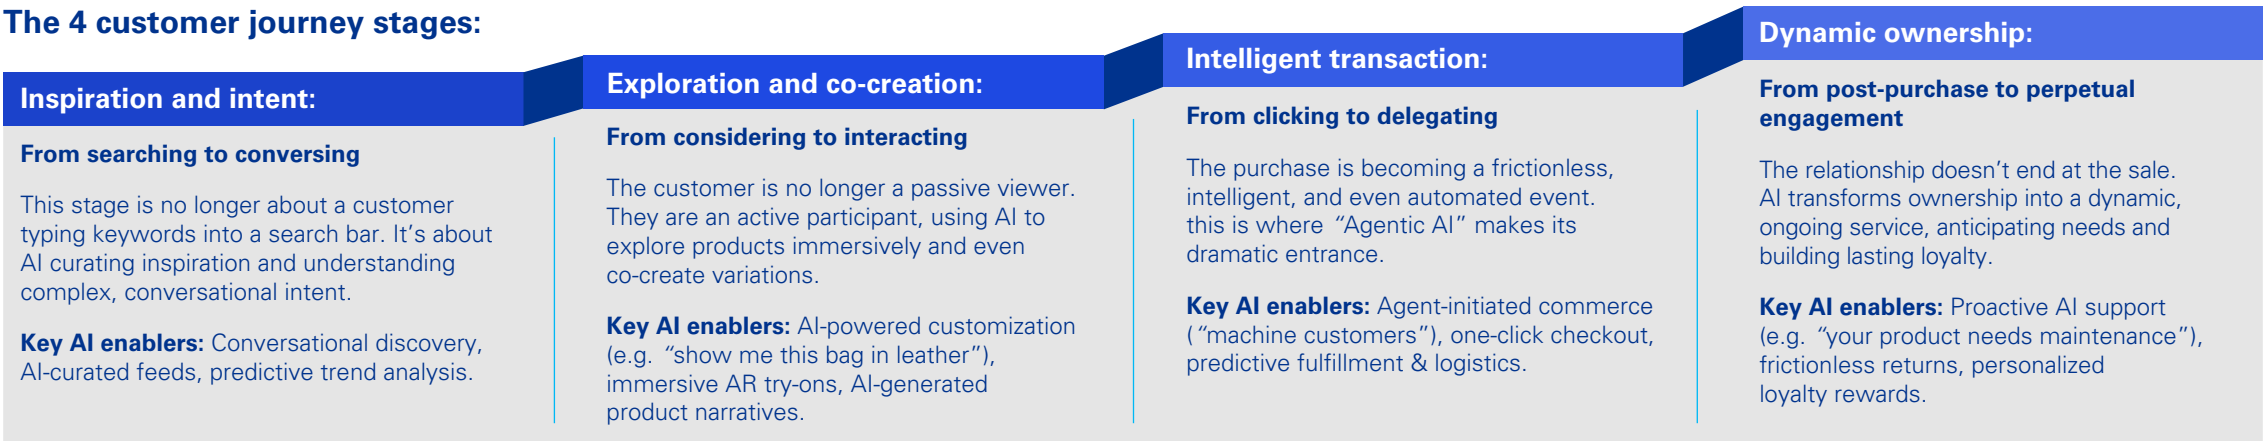 The 4 customer journey stages:
Inspiration and intent:
From searching to conversing
This stage is no longer about a customer
typing keywords into a search bar. It’s about
AI curating inspiration and understanding
complex, conversational intent.
Key AI enablers: Conversational discovery,
AI-curated feeds, predictive trend analysis.
Exploration and co-creation:
From considering to interacting
The customer is no longer a passive viewer.
They are an active participant, using AI to
explore products immersively and even
co-create variations.
Key AI enablers: AI-powered customization
(e.g. “show me this bag in leather”),
immersive AR try-ons, AI-generated
product narratives.
Intelligent transaction:
From clicking to delegating
The purchase is becoming a frictionless,
intelligent, and even automated event.
this is where “Agentic AI” makes its
dramatic entrance.
Key AI enablers: Agent-initiated commerce
(“machine customers”), one-click checkout,
predictive fulfillment & logistics.
Dynamic ownership:
From post-purchase to perpetual
engagement
The relationship doesn’t end at the sale.
AI transforms ownership into a dynamic,
ongoing service, anticipating needs and
building lasting loyalty.
Key AI enablers: Proactive AI support
(e.g. “your product needs maintenance”),
frictionless returns, personalized
loyalty rewards.